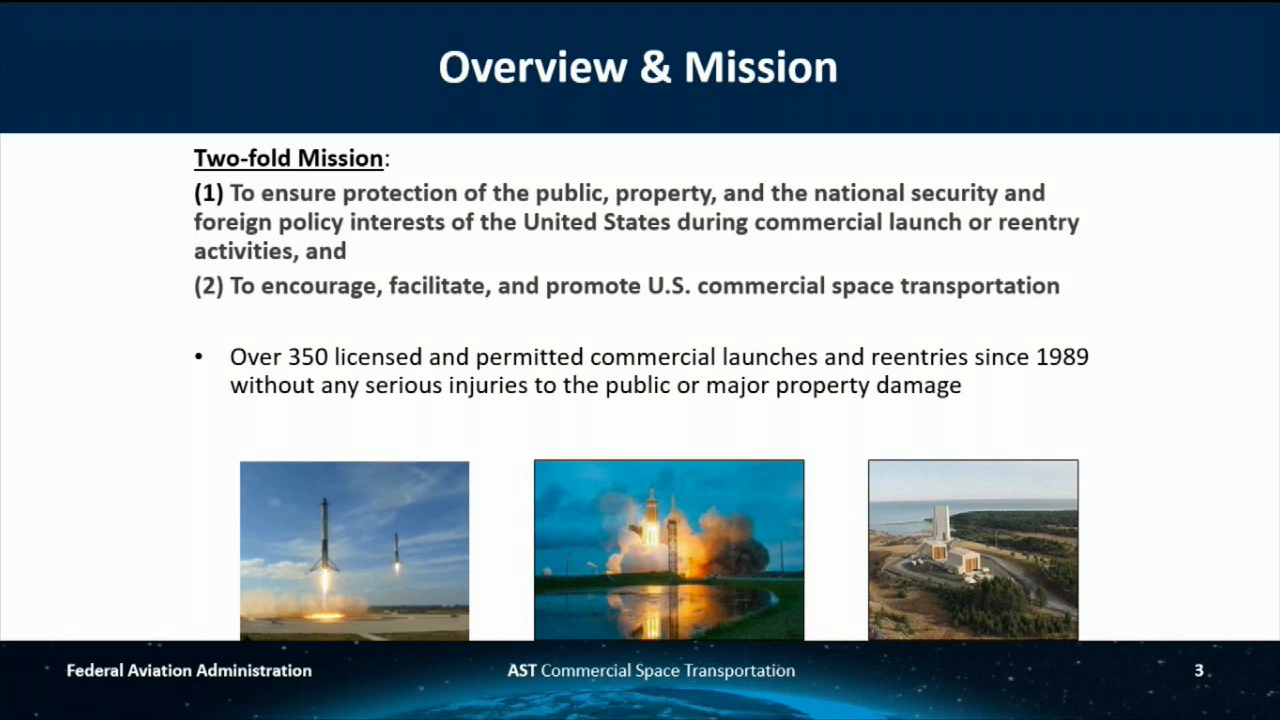 Overview & Mission
Two-fold Mission:
(1) To ensure protection of the public, property, and the national security and
foreign policy interests of the United States during commercial launch or reentry
activities, and
(2) To encourage, facilitate, and promote U.S. commercial space transportation
• Over 350 licensed and permitted commercial launches and reentries since 1989
without any serious injuries to the public or major property damage
Federal Aviation Administration
AST Commercial Space Transportation
3